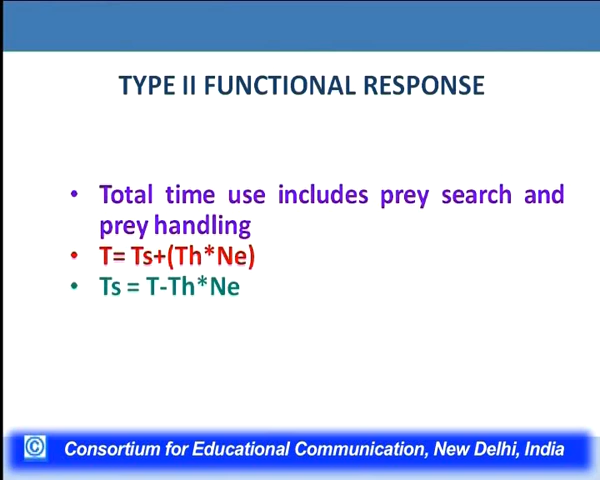 TYPE II FUNCTIONAL RESPONSE
• Total time use includes prey search and
prey handling
• T= Ts+(Th*Ne)
• Ts = T-Th*Ne
© Consortium for Educational Communication, New Delhi, India